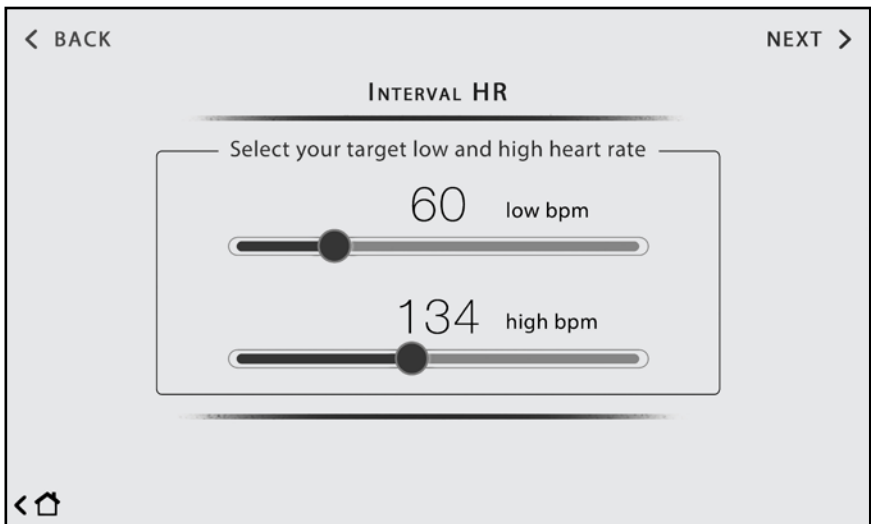 BACK
NEXT
INTERVAL HR
Select your target low and high heart rate
60 low bpm
134 high bpm